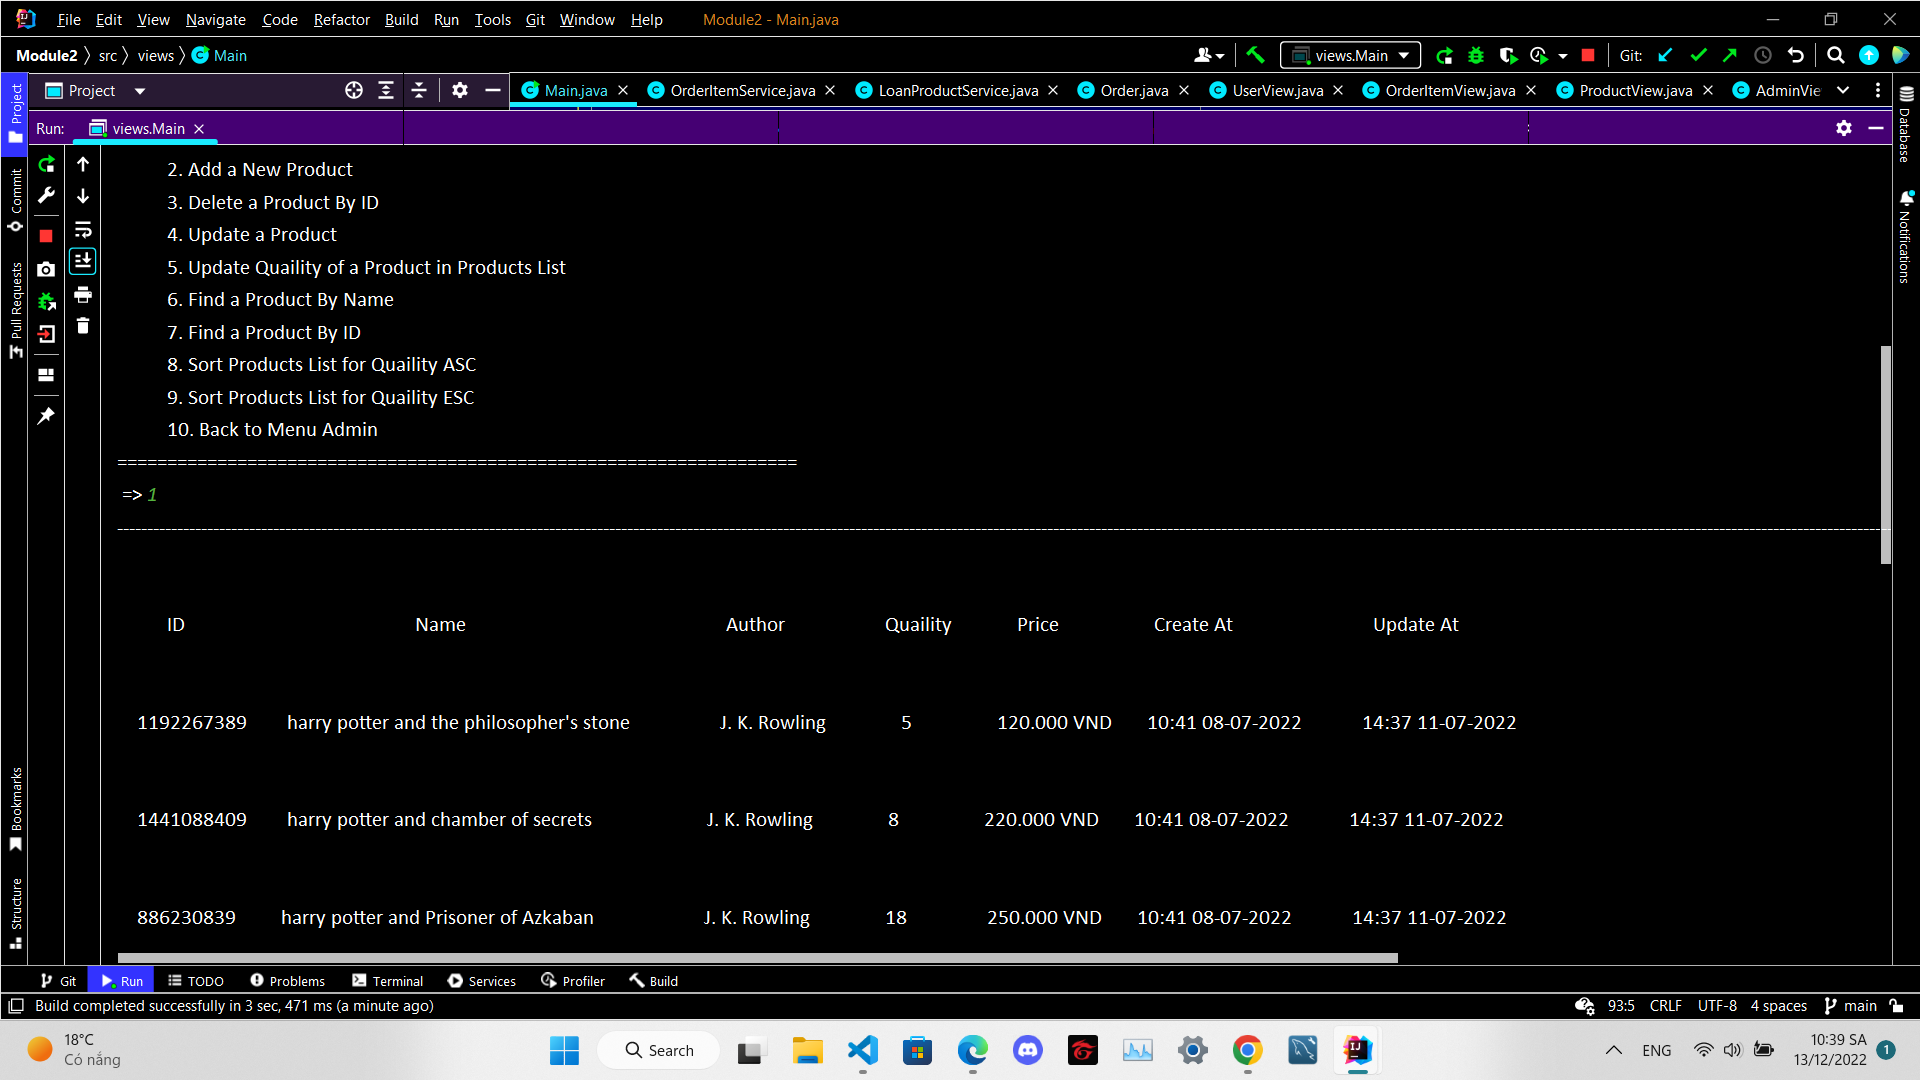 File Edit View Navigate Code Refactor Build Run Tools Git Window Help Module2 - Main.java
Module2 src views Main views.Main Git:
Project Main.java OrderItemService.java LoanProductService.java Order.java UserView.java OrderItemView.java ProductView.java AdminVie
Run: views.Main
2. Add a New Product
3. Delete a Product By ID
4. Update a Product
5. Update Quaility of a Product in Products List
6. Find a Product By Name
7. Find a Product By ID
8. Sort Products List for Quaility ASC
9. Sort Products List for Quaility ESC
10. Back to Menu Admin
====================================================================
=> 1
ID Name Author Quaility Price Create At Update At
1192267389 harry potter and the philosopher's stone J. K. Rowling 5 120.000 VND 10:41 08-07-2022 14:37 11-07-2022
1441088409 harry potter and chamber of secrets J. K. Rowling 8 220.000 VND 10:41 08-07-2022 14:37 11-07-2022
886230839 harry potter and Prisoner of Azkaban J. K. Rowling 18 250.000 VND 10:41 08-07-2022 14:37 11-07-2022
Project
Commit
Pull Requests
Bookmarks
Structure
Database
Notifications
Git Run TODO Problems Terminal Services Profiler Build
Build completed successfully in 3 sec, 471 ms (a minute ago) 93:5 CRLF UTF-8 4 spaces main
18°C
Có nắng
Search
ENG
10:39 SA
13/12/2022
1